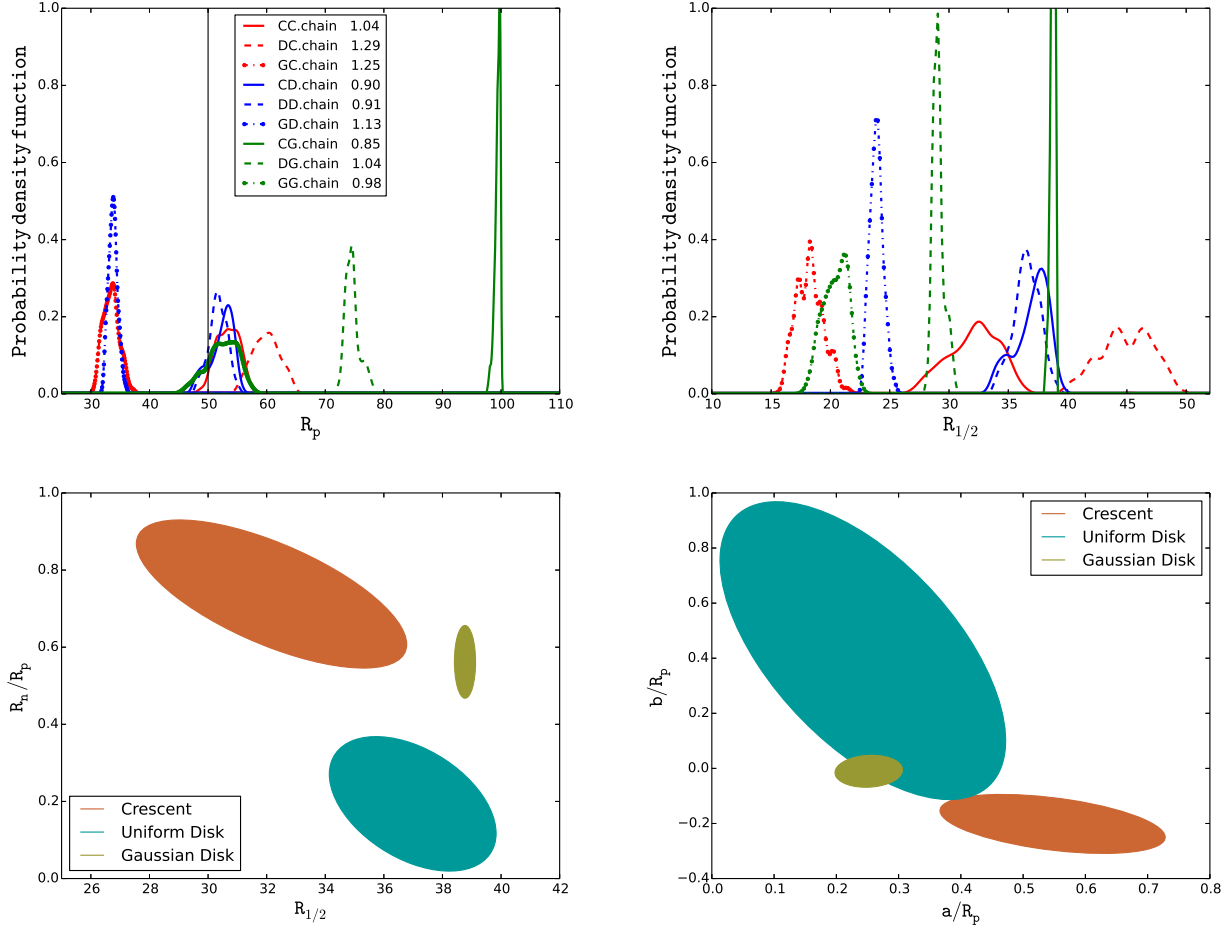 Probability density function
1.0
0.8
0.6
0.4
0.2
0.0
30 40 50 60 70 80 90 100 110
Rp
CC.chain 1.04
DC.chain 1.29
GC.chain 1.25
CD.chain 0.90
DD.chain 0.91
GD.chain 1.13
CG.chain 0.85
DG.chain 1.04
GG.chain 0.98
Probability density function
1.0
0.8
0.6
0.4
0.2
0.0
10 15 20 25 30 35 40 45 50
R1/2
Rn/Rp
1.0
0.8
0.6
0.4
0.2
0.0
Crescent
Uniform Disk
Gaussian Disk
26 28 30 32 34 36 38 40 42
R1/2
b/Rp
1.0
0.8
0.6
0.4
0.2
0.0
−0.2
−0.4
Crescent
Uniform Disk
Gaussian Disk
0.0 0.1 0.2 0.3 0.4 0.5 0.6 0.7 0.8
a/Rp